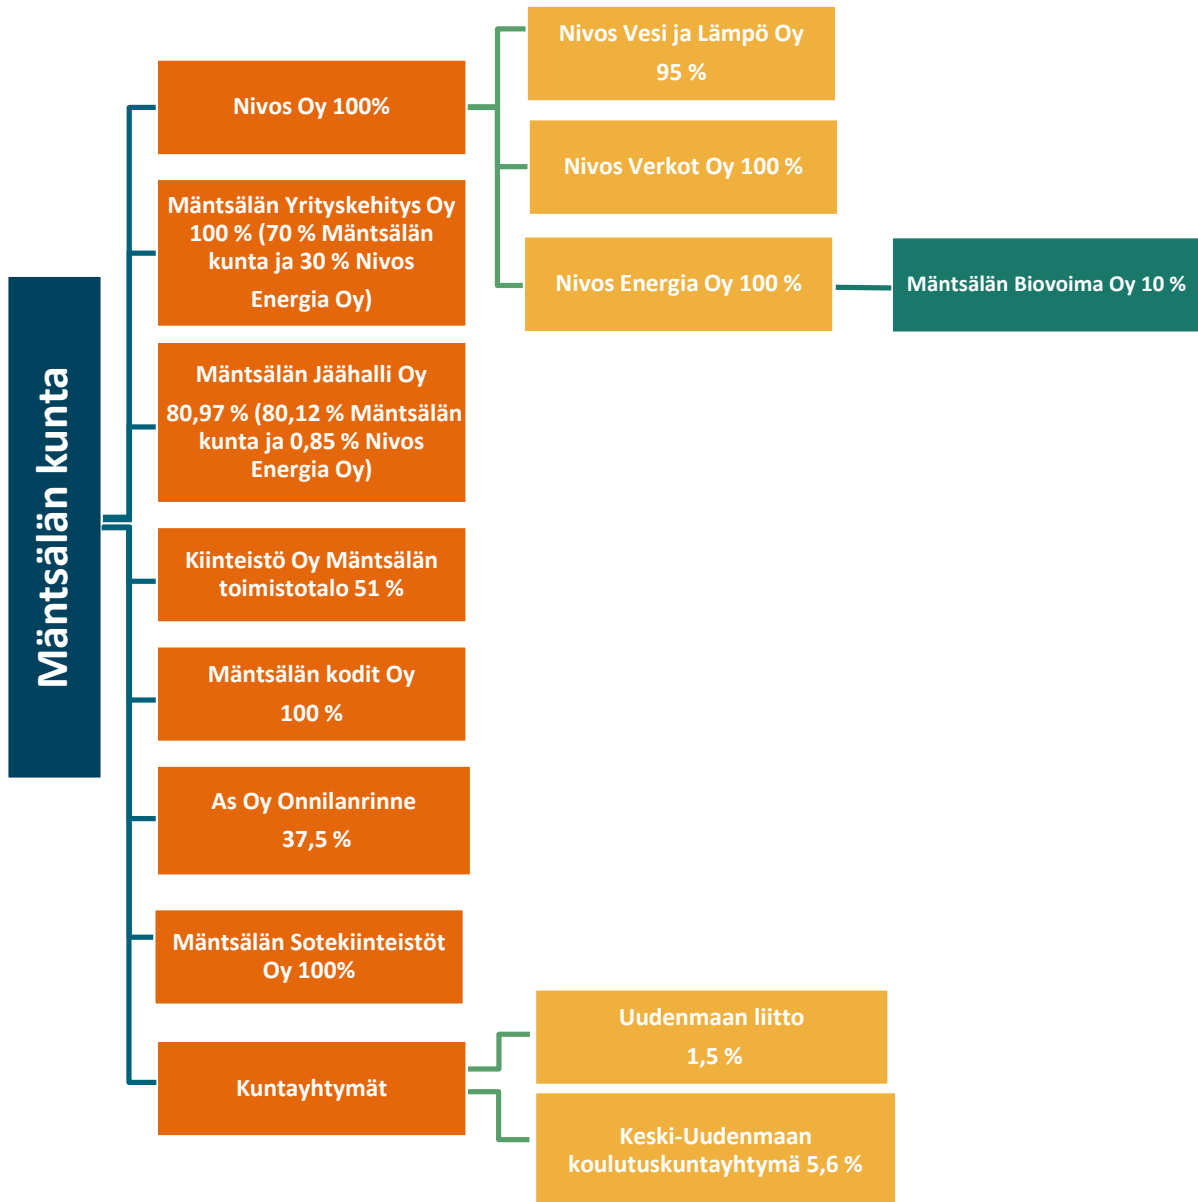 Mäntsälän kunta
Nivos Oy 100%
Nivos Vesi ja Lämpö Oy
95 %
Nivos Verkot Oy 100 %
Nivos Energia Oy 100 %
Mäntsälän Biovoima Oy 10 %
Mäntsälän Yrityskehitys Oy
100 % (70 % Mäntsälän
kunta ja 30 % Nivos
Energia Oy)
Mäntsälän Jäähalli Oy
80,97 % (80,12 % Mäntsälän
kunta ja 0,85 % Nivos
Energia Oy)
Kiinteistö Oy Mäntsälän
toimistotalo 51 %
Mäntsälän kodit Oy
100 %
As Oy Onnilanrinne
37,5 %
Mäntsälän Sotekiinteistöt
Oy 100%
Kuntayhtymät
Uudenmaan liitto
1,5 %
Keski-Uudenmaan
koulutuskuntayhtymä 5,6 %